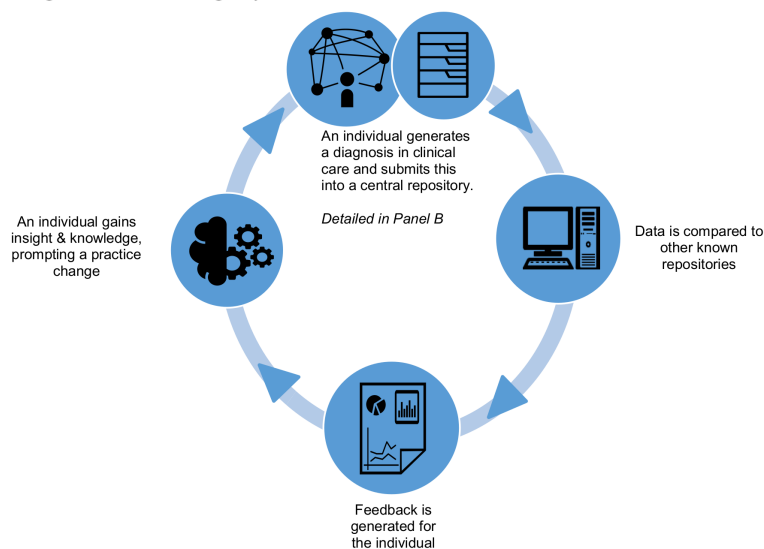 An individual generates
a diagnosis in clinical
care and submits this
into a central repository.
Detailed in Panel B
Data is compared to
other known
repositories
Feedback is
generated for
the individual
An individual gains
insight & knowledge,
prompting a practice
change